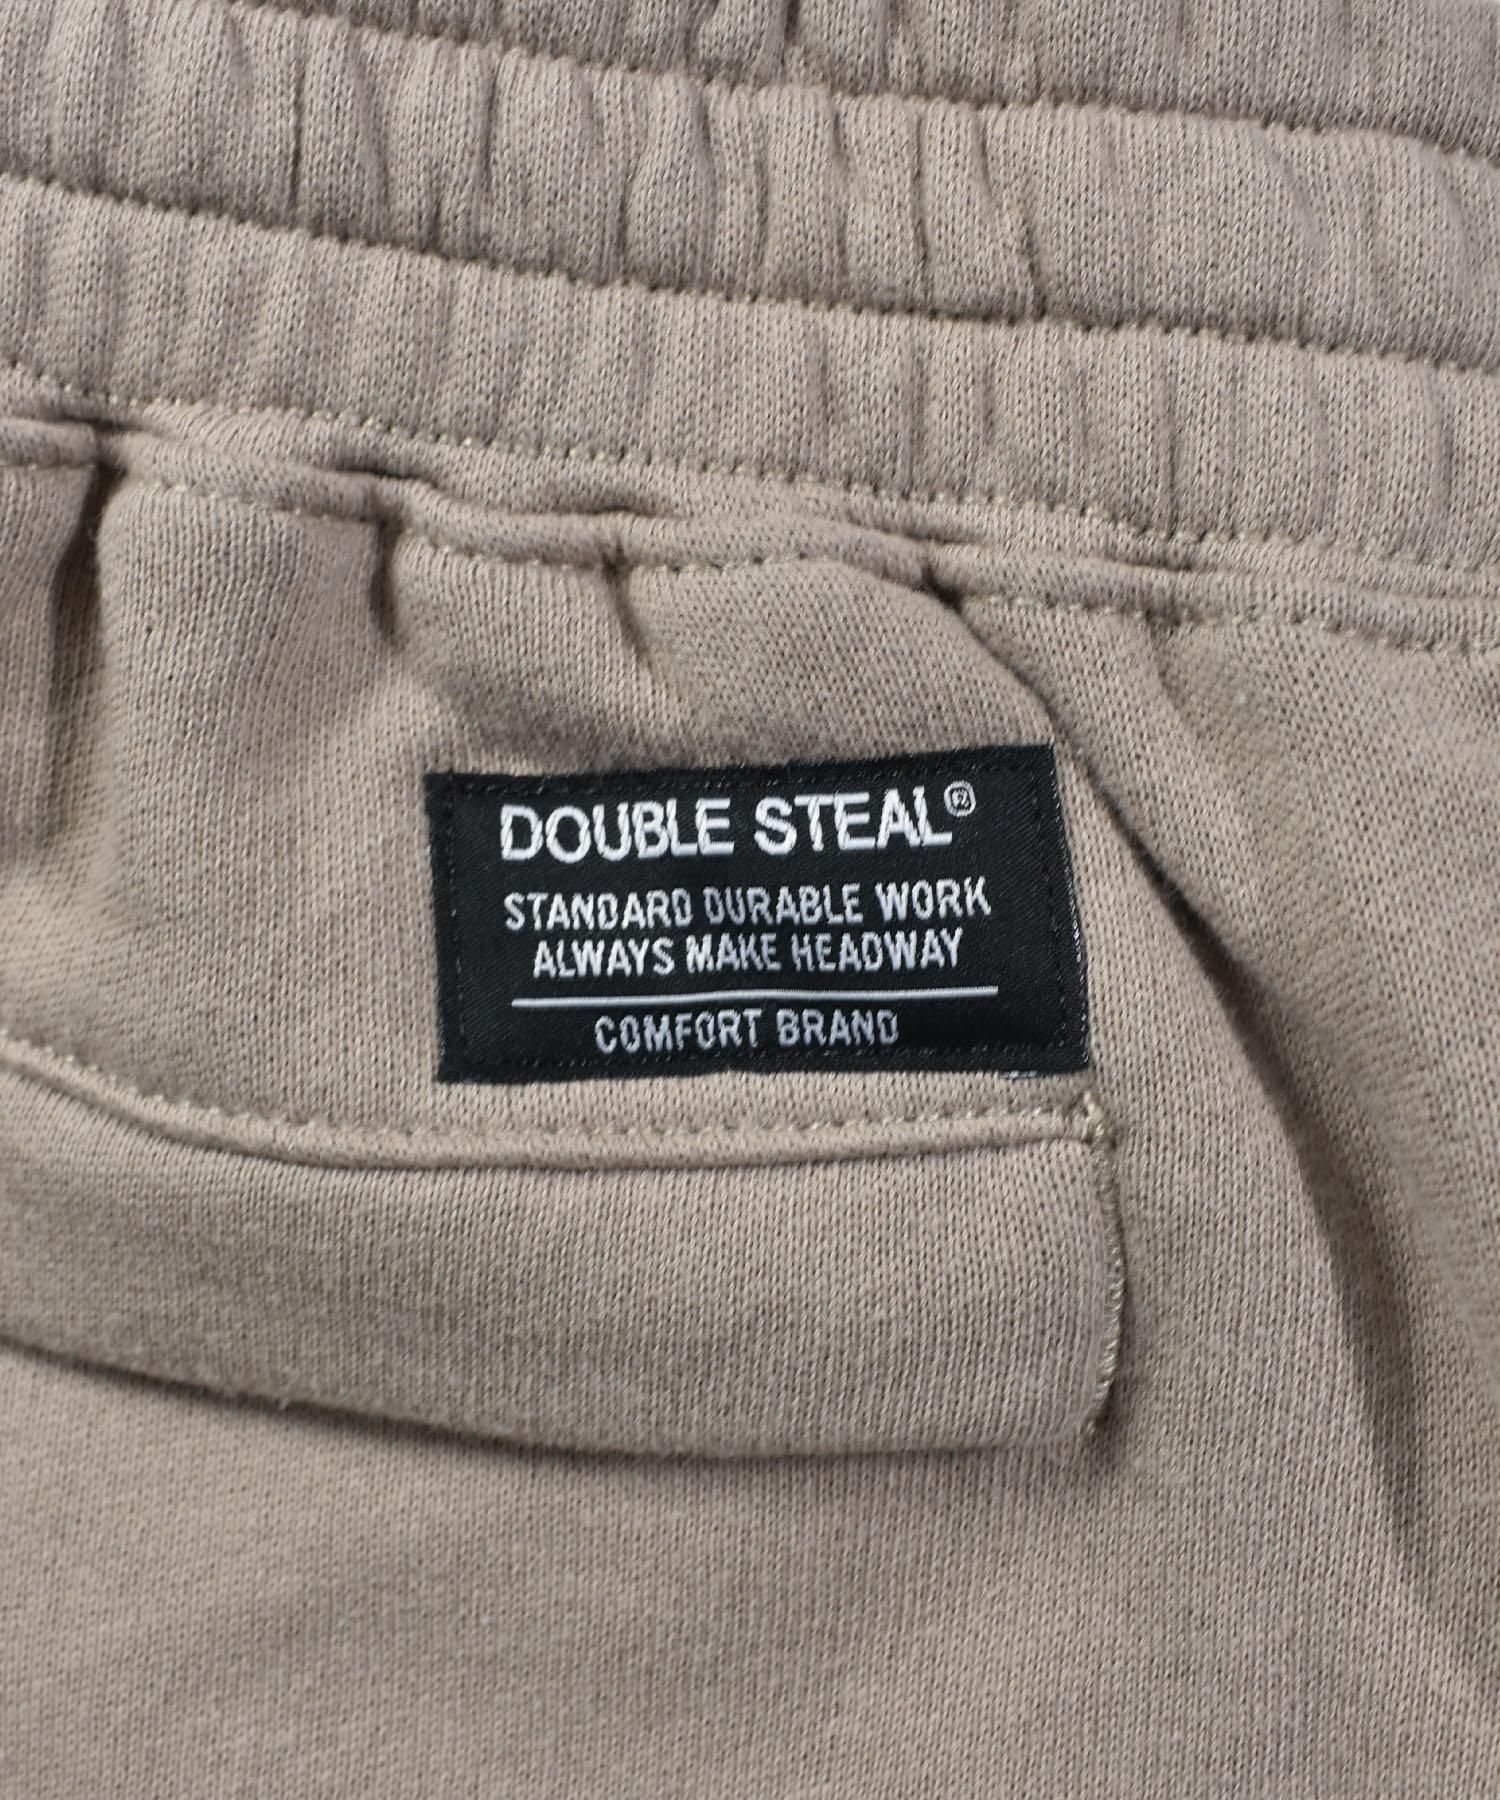 DOUBLE STEAL®
STANDARD DURABLE WORK
ALWAYS MAKE HEADWAY
COMFORT BRAND